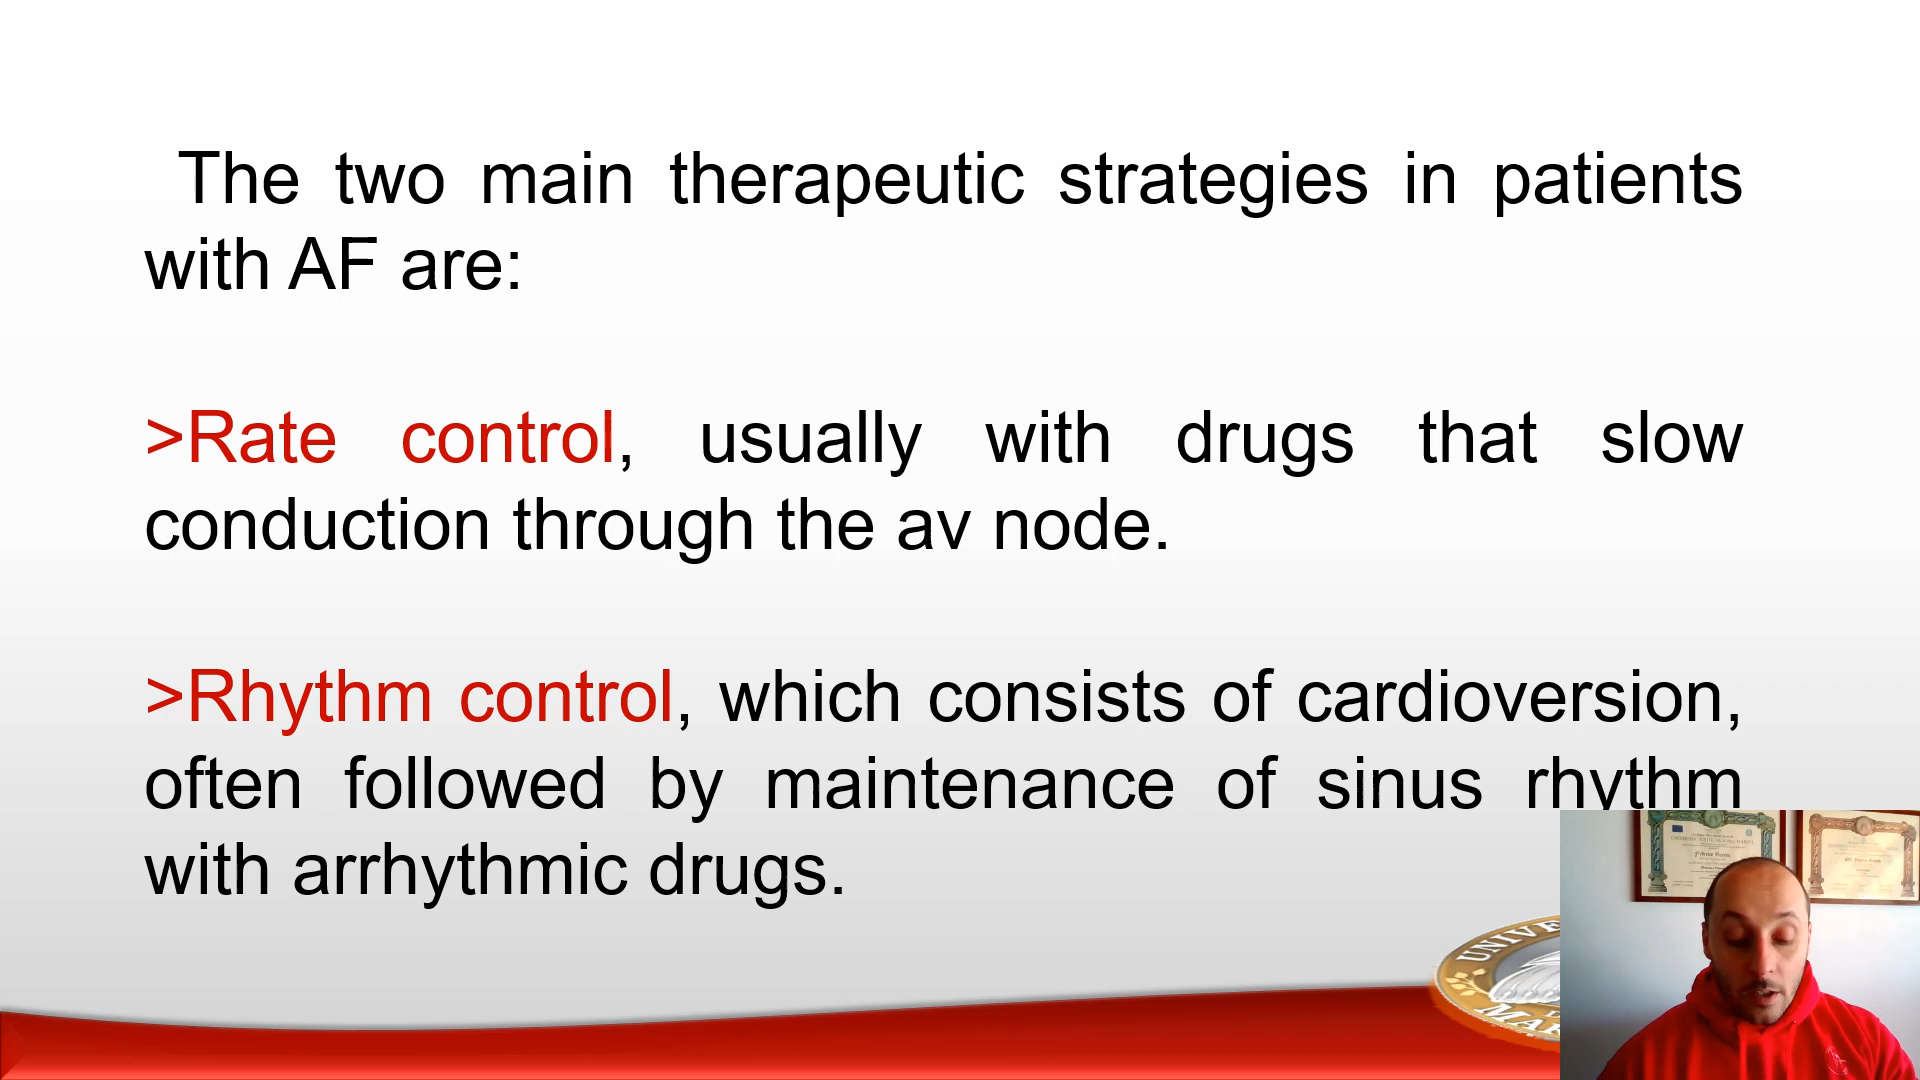 The two main therapeutic strategies in patients
with AF are:
>Rate control, usually with drugs that slow
conduction through the av node.
>Rhythm control, which consists of cardioversion,
often followed by maintenance of sinus rhythm
with arrhythmic drugs.